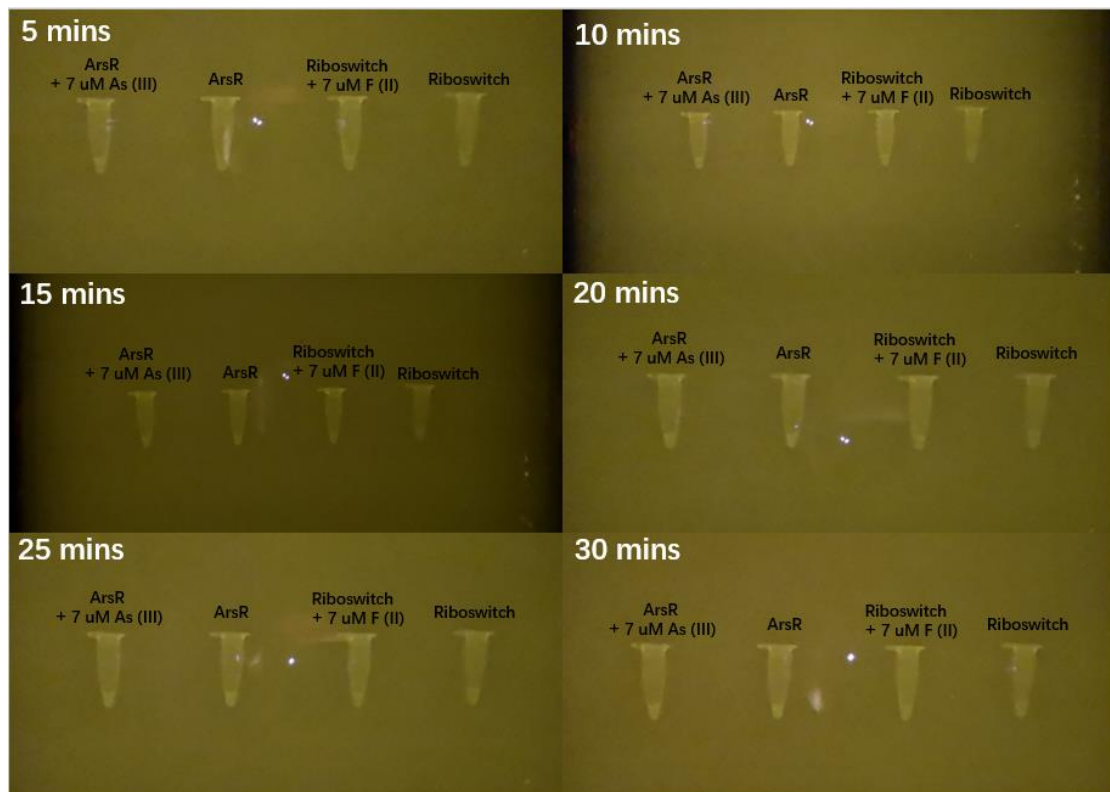 5 mins
ArsR
+ 7 uM As (III)
ArsR
Riboswitch
+ 7 uM F (II)
Riboswitch
10 mins
ArsR
+ 7 uM As (III)
ArsR
Riboswitch
+ 7 uM F (II)
Riboswitch
15 mins
ArsR
+ 7 uM As (III)
ArsR
Riboswitch
+ 7 uM F (II)
Riboswitch
20 mins
ArsR
+ 7 uM As (III)
ArsR
Riboswitch
+ 7 uM F (II)
Riboswitch
25 mins
ArsR
+ 7 uM As (III)
ArsR
Riboswitch
+ 7 uM F (II)
Riboswitch
30 mins
ArsR
+ 7 uM As (III)
ArsR
Riboswitch
+ 7 uM F (II)
Riboswitch